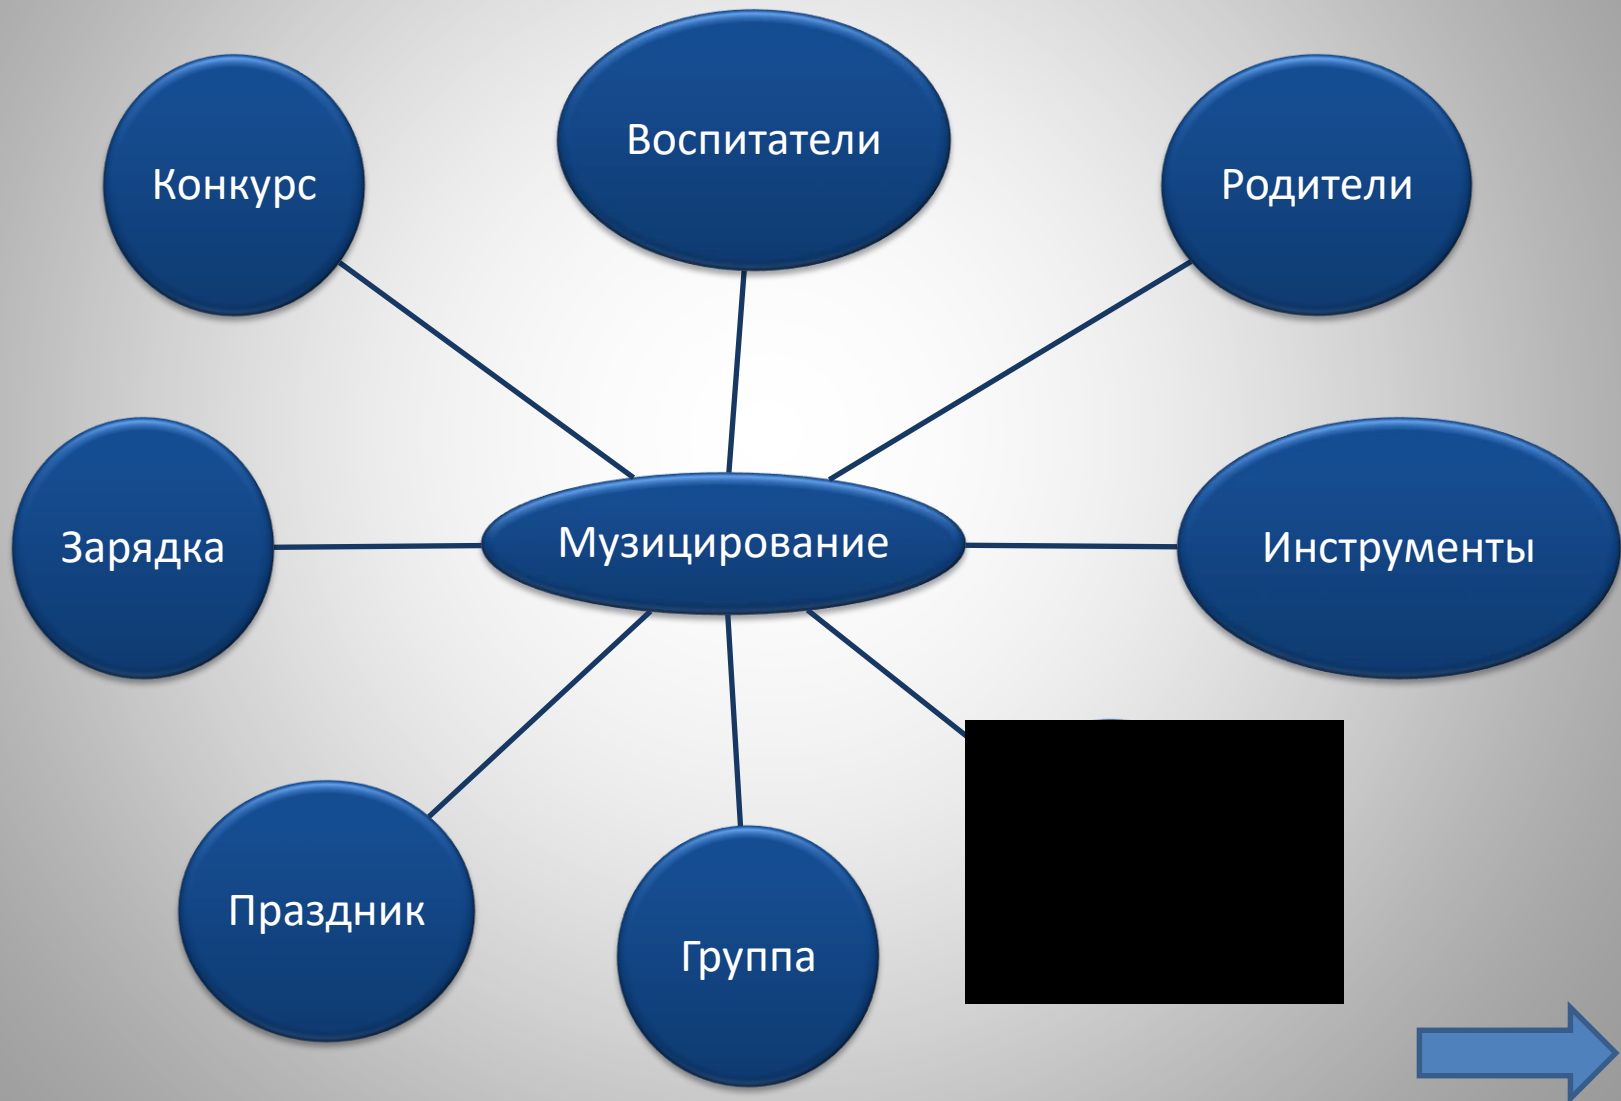 Воспитатели
Конкурс
Родители
Зарядка
Музицирование
Инструменты
Праздник
Группа